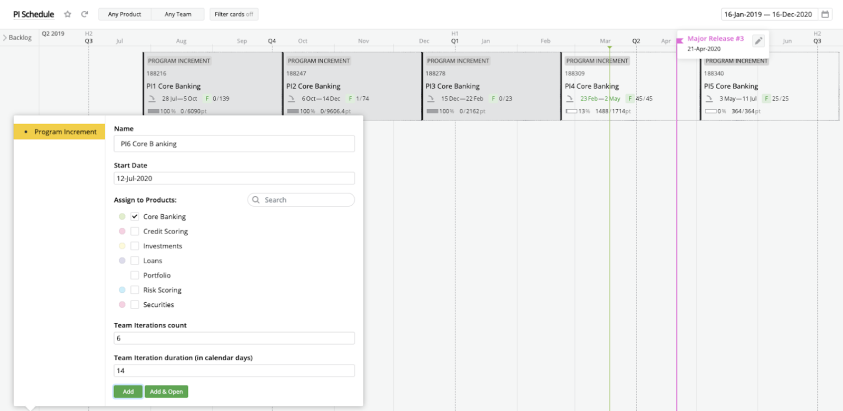 PI Schedule
Any Product Any Team
Filter cards off
16-Jan-2019 — 16-Dec-2020
Backlog
Q2 2019 H2 Q3 Jul Aug Sep Q4 Oct Nov Dec H1 Q1 Jan Feb Mar Q2 Apr Jun H2 Q3
Major Release #3
21-Apr-2020
PROGRAM INCREMENT
188216
PI1 Core Banking
28 Jul—5 Oct F 0/139
100% 0/6090pt
PROGRAM INCREMENT
188247
PI2 Core Banking
6 Oct—14 Dec F 1/74
100% 0/9606.4pt
PROGRAM INCREMENT
188278
PI3 Core Banking
15 Dec—22 Feb F 0/23
100% 0/2162pt
PROGRAM INCREMENT
188309
PI4 Core Banking
23 Feb—2 May F 45/45
13% 1488/1714pt
PROGRAM INCREMENT
188340
PI5 Core Banking
3 May—11 Jul F 25/25
0% 364/364pt
Program Increment
Name
PI6 Core B anking
Start Date
12-Jul-2020
Assign to Products:
Search
Core Banking
Credit Scoring
Investments
Loans
Portfolio
Risk Scoring
Securities
Team Iterations count
6
Team Iteration duration (in calendar days)
14
Add Add & Open